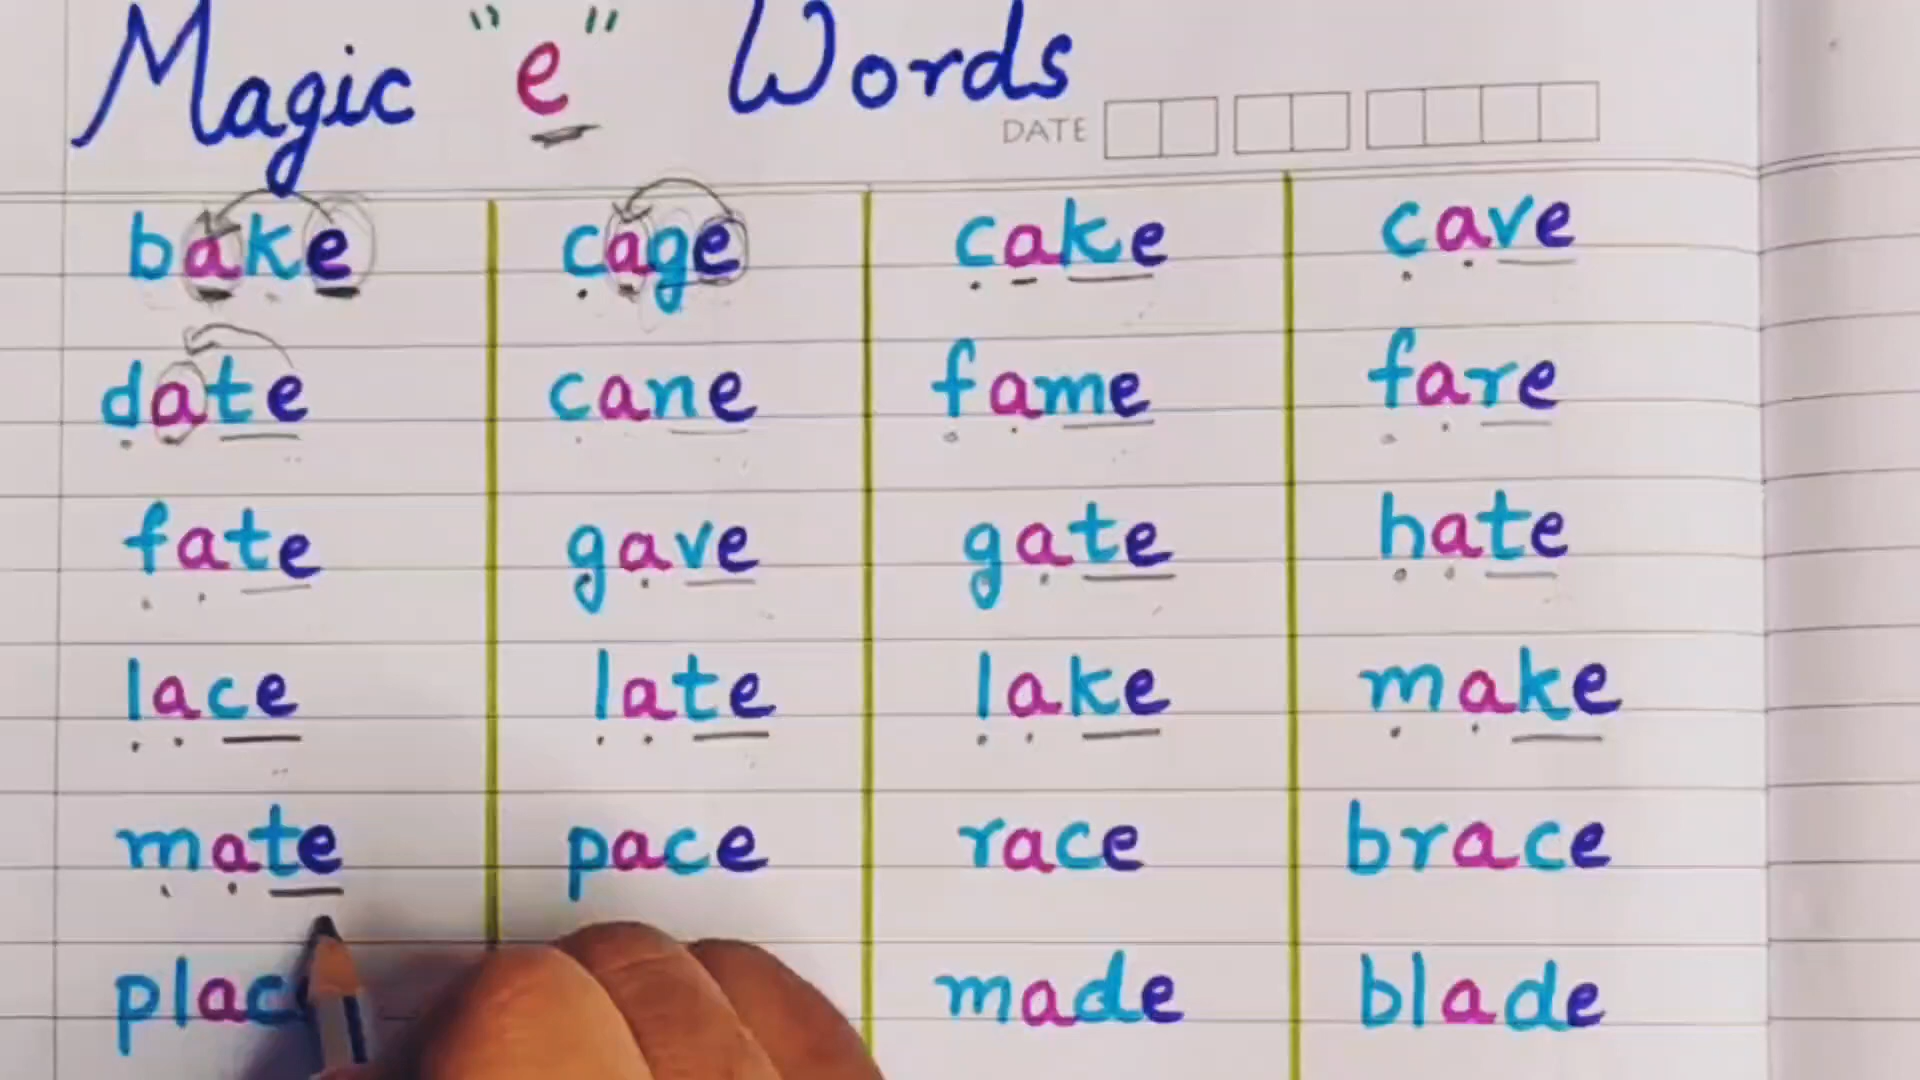 Magic "e" Words
DATE
bake cage cake cave
date cane fame fare
fate gave gate hate
lace late lake make
mate pace race brace
plac made blade